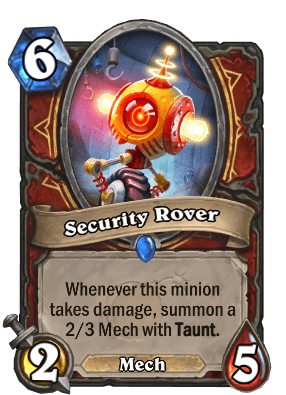 6
Security Rover
Whenever this minion
takes damage, summon a
2/3 Mech with Taunt.
2
Mech
5